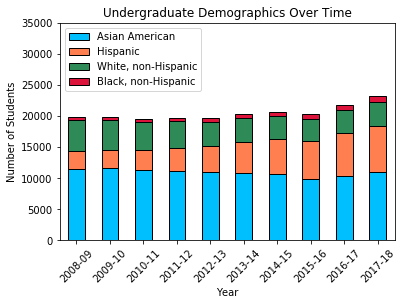 Undergraduate Demographics Over Time
35000
30000
25000
20000
15000
10000
5000
0
Number of Students
Asian American
Hispanic
White, non-Hispanic
Black, non-Hispanic
2008-09
2009-10
2010-11
2011-12
2012-13
2013-14
2014-15
2015-16
2016-17
2017-18
Year